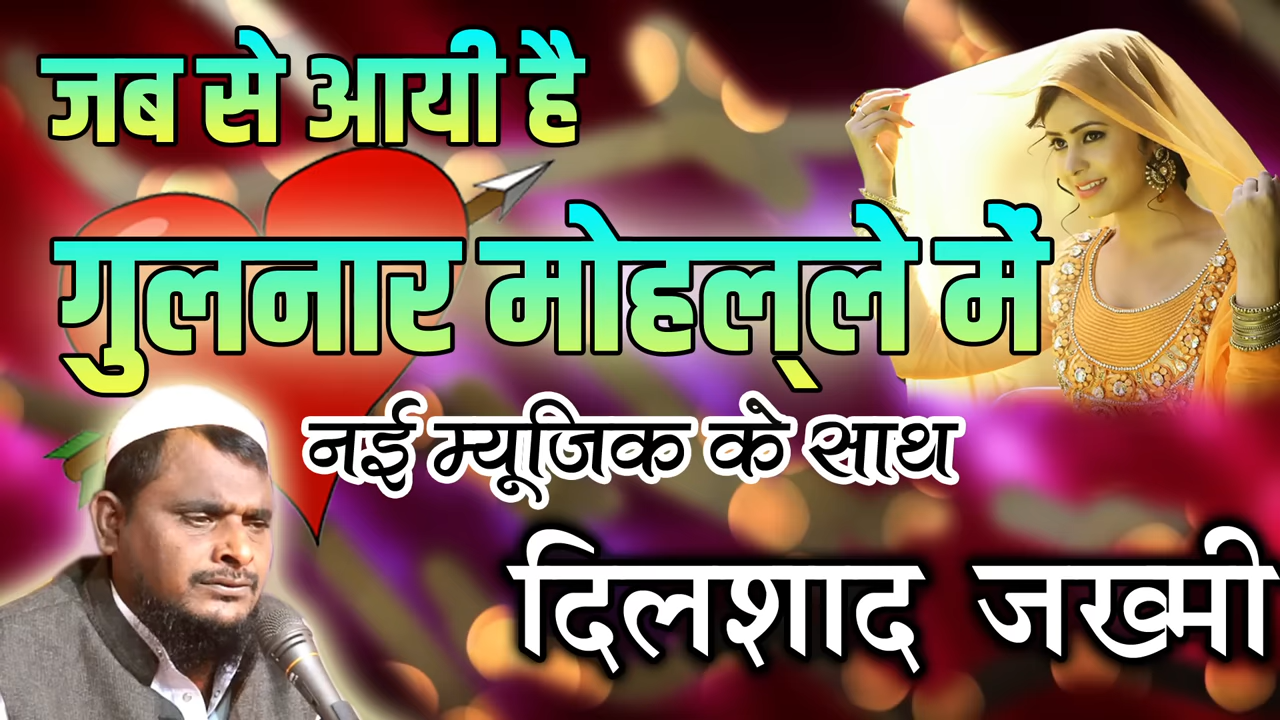 जब से आयी है
गुलनार मोहल्ले में
नई म्यूजिक के साथ
दिलशाद जख्मी